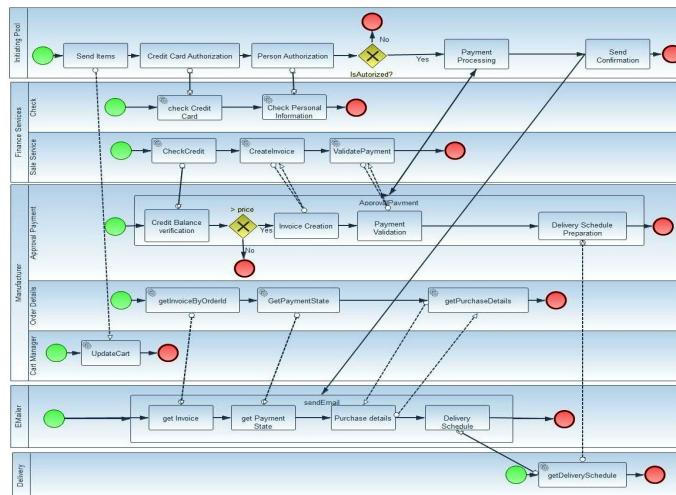 Initiating Pool
Send Items
Credit Card Authorization
Person Authorization
No
IsAutorized?
Yes
Payment
Processing
Send
Confirmation
Finance Services
Check
check Credit
Card
Check Personal
Information
Sale Service
CheckCredit
CreateInvoice
ValidatePayment
Manufacturer
Approval Payment
ApprovalPayment
Credit Balance
verification
> price
Yes
No
Invoice Creation
Payment
Validation
Delivery Schedule
Preparation
Order Details
getInvoiceByOrderId
GetPaymentState
getPurchaseDetails
Cart Manager
UpdateCart
EMailer
sendEmail
get Invoice
get Payment
State
Purchase details
Delivery
Schedule
Delivery
getDeliverySchedule